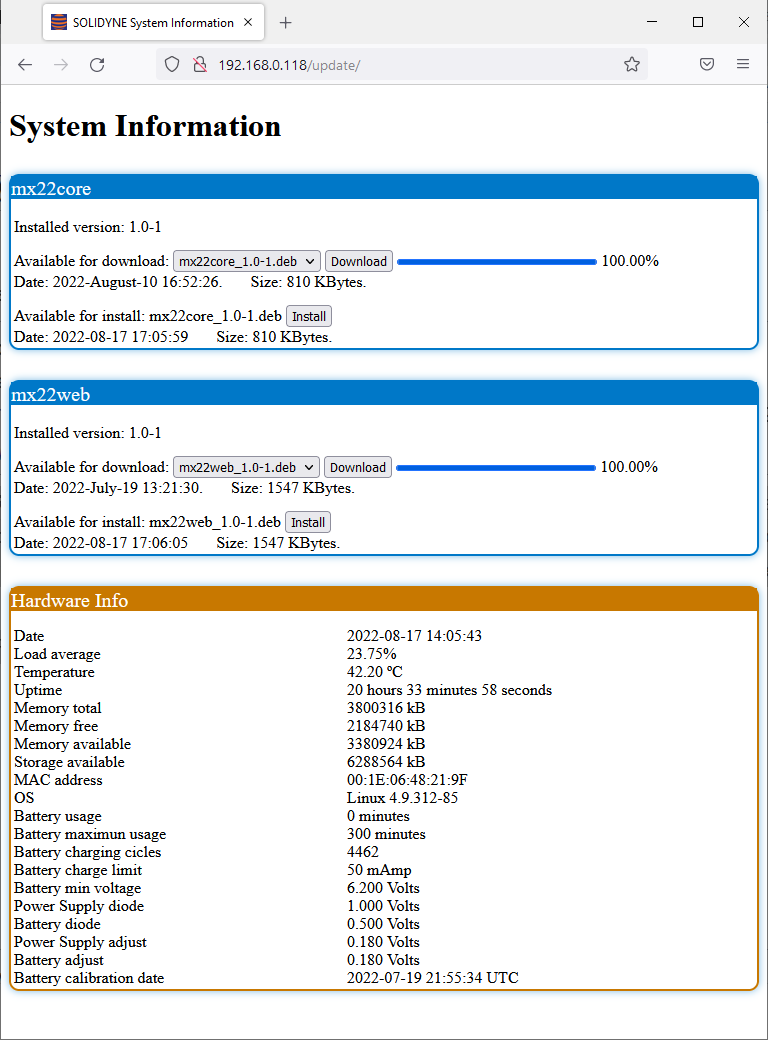 SOLIDYNE System Information
192.168.0.118/update/
System Information
mx22core
Installed version: 1.0-1
Available for download: mx22core_1.0-1.deb Download 100.00%
Date: 2022-August-10 16:52:26. Size: 810 KBytes.
Available for install: mx22core_1.0-1.deb Install
Date: 2022-08-17 17:05:59 Size: 810 KBytes.
mx22web
Installed version: 1.0-1
Available for download: mx22web_1.0-1.deb Download 100.00%
Date: 2022-July-19 13:21:30. Size: 1547 KBytes.
Available for install: mx22web_1.0-1.deb Install
Date: 2022-08-17 17:06:05 Size: 1547 KBytes.
Hardware Info
Date 2022-08-17 14:05:43
Load average 23.75%
Temperature 42.20 ºC
Uptime 20 hours 33 minutes 58 seconds
Memory total 3800316 kB
Memory free 2184740 kB
Memory available 3380924 kB
Storage available 6288564 kB
MAC address 00:1E:06:48:21:9F
OS Linux 4.9.312-85
Battery usage 0 minutes
Battery maximun usage 300 minutes
Battery charging cicles 4462
Battery charge limit 50 mAmp
Battery min voltage 6.200 Volts
Power Supply diode 1.000 Volts
Battery diode 0.500 Volts
Power Supply adjust 0.180 Volts
Battery adjust 0.180 Volts
Battery calibration date 2022-07-19 21:55:34 UTC